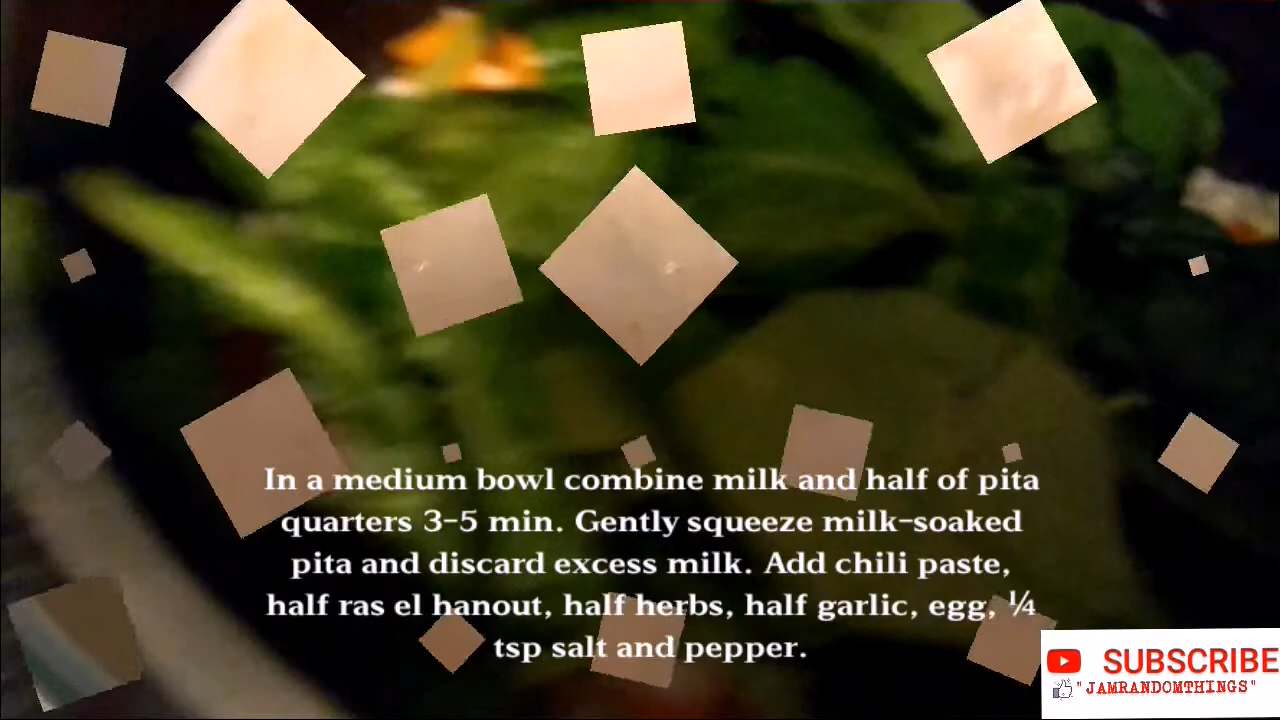 In a medium bowl combine milk and half of pita
quarters 3-5 min. Gently squeeze milk-soaked
pita and discard excess milk. Add chili paste,
half ras el hanout, half herbs, half garlic, egg, ¼
tsp salt and pepper.
SUBSCRIBE
"JAMRANDOMTHINGS"